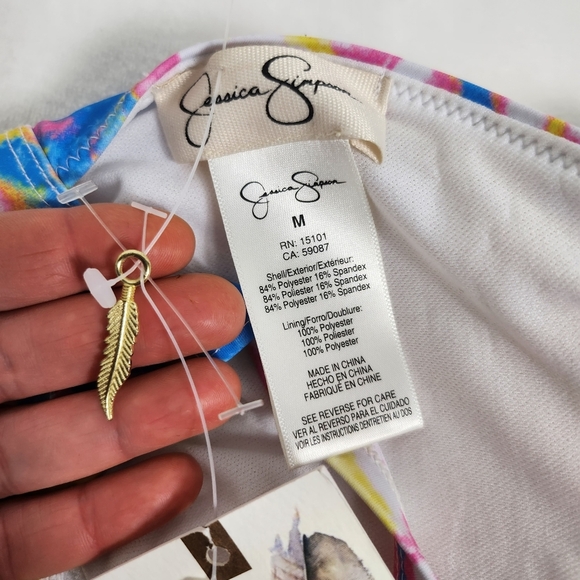 Jessica Simpson
Jessica Simpson
M
RN: 15101
CA: 59087
Shell/Exterior/Extérieur:
84% Polyester 16% Spandex
84% Poliester 16% Spandex
84% Polyester 16% Spandex
Lining/Forro/Doublure:
100% Polyester
100% Poliester
100% Polyester
MADE IN CHINA
HECHO EN CHINA
FABRIQUÉ EN CHINE
SEE REVERSE FOR CARE
VER AL REVERSO PARA EL CUIDADO
VOIR LES INSTRUCTIONS D'ENTRETIEN AU DOS